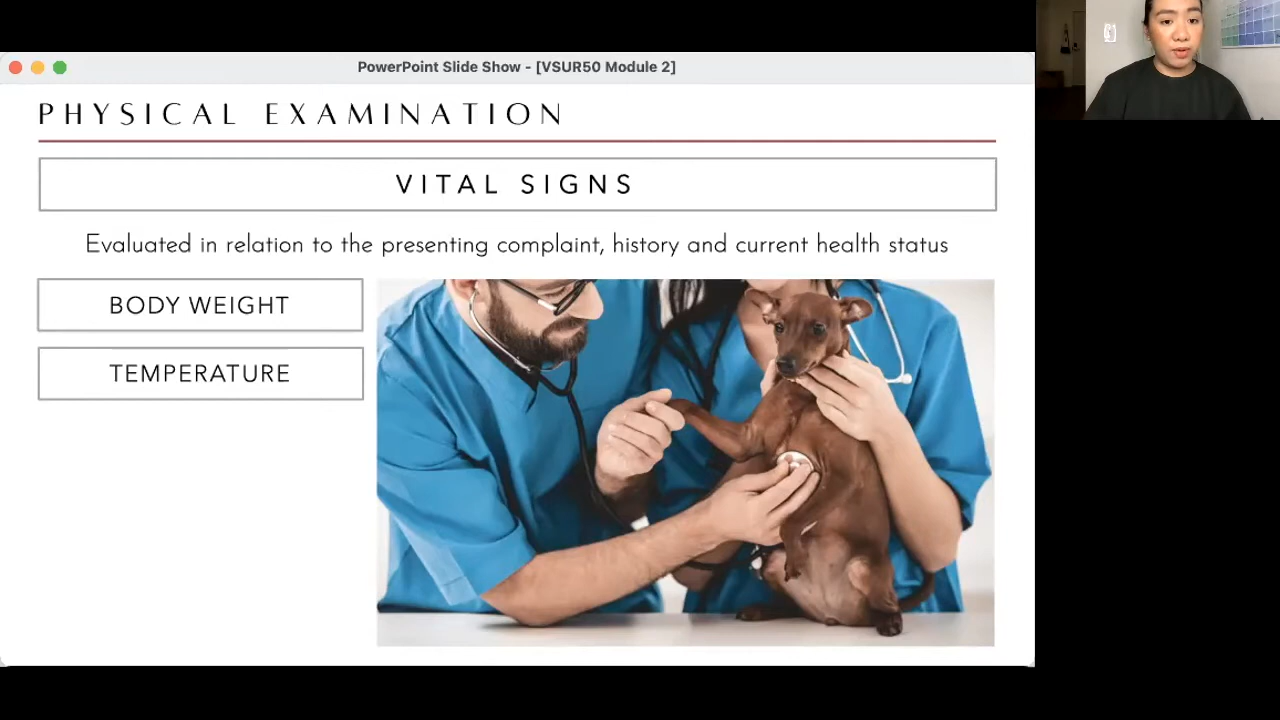 PowerPoint Slide Show - [VSUR50 Module 2]
PHYSICAL EXAMINATION
VITAL SIGNS
Evaluated in relation to the presenting complaint, history and current health status
BODY WEIGHT
TEMPERATURE